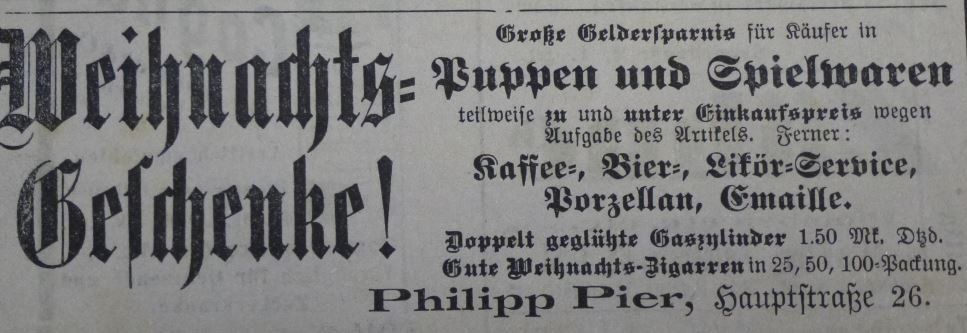 Weihnachts-
Geschenke!
Große Geldersparnis für Käufer in
Puppen und Spielwaren
teilweise zu und unter Einkaufspreis wegen
Aufgabe des Artikels. Ferner:
Kaffee-, Bier-, Likör-Service,
Porzellan, Emaille.
Doppelt geglühte Gaszylinder 1.50 Mk. Dtzd.
Gute Weihnachts-Zigarren in 25, 50, 100-Packung.
Philipp Pier, Hauptstraße 26.